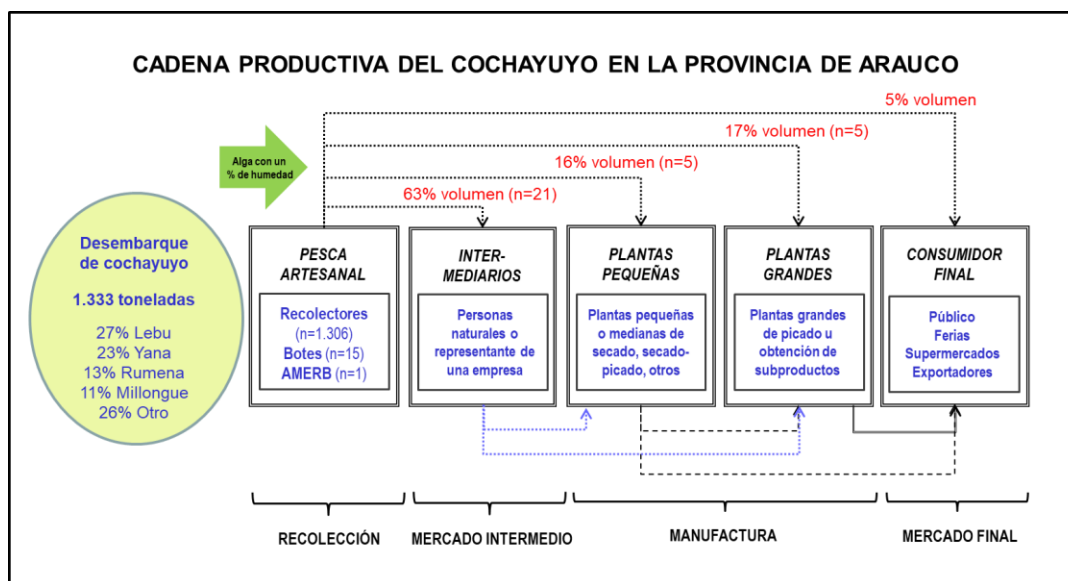 CADENA PRODUCTIVA DEL COCHAYUYO EN LA PROVINCIA DE ARAUCO
5% volumen
17% volumen (n=5)
16% volumen (n=5)
63% volumen (n=21)
Alga con un
% de humedad
Desembarque
de cochayuyo
1.333 toneladas
27% Lebu
23% Yana
13% Rumena
11% Millongue
26% Otro
PESCA
ARTESANAL
Recolectores
(n=1.306)
Botes (n=15)
AMERB (n=1)
INTER-
MEDIARIOS
Personas
naturales o
representante de
una empresa
PLANTAS
PEQUEÑAS
Plantas pequeñas
o medianas de
secado, secado-
picado, otros
PLANTAS
GRANDES
Plantas grandes
de picado u
obtención de
subproductos
CONSUMIDOR
FINAL
Público
Ferias
Supermercados
Exportadores
RECOLECCIÓN
MERCADO INTERMEDIO
MANUFACTURA
MERCADO FINAL